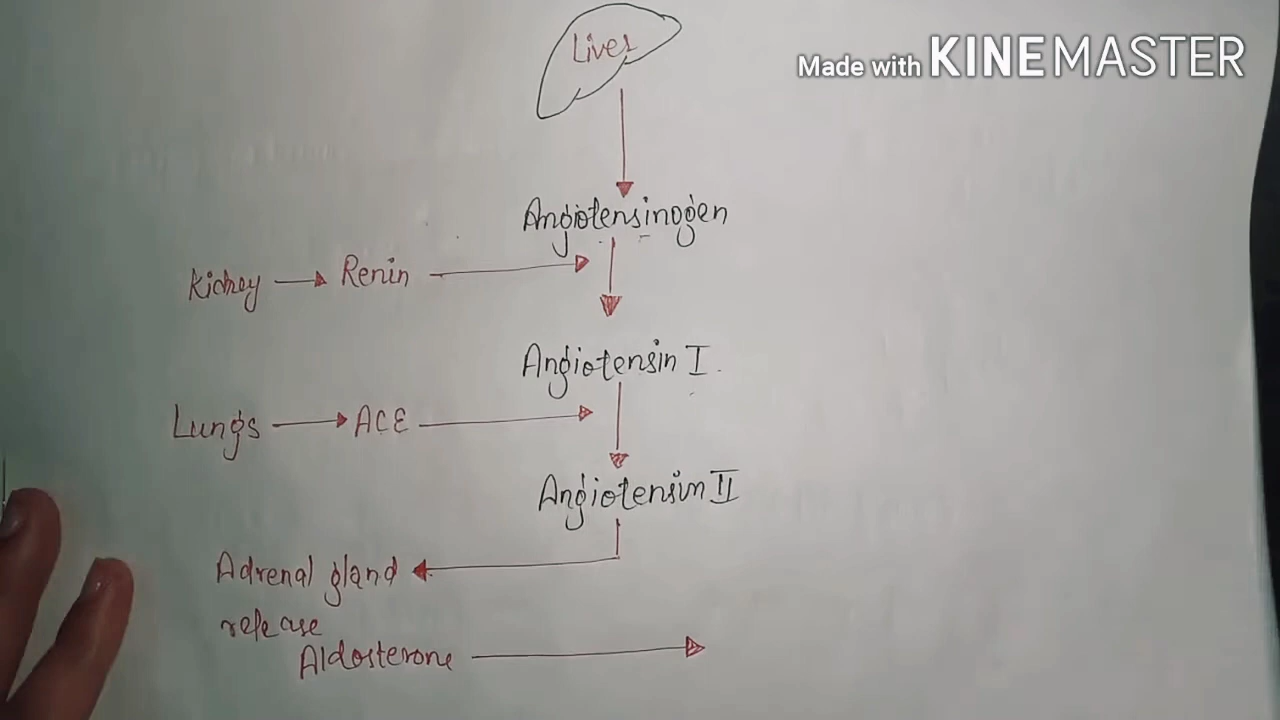 Liver
Made with KINEMASTER
Angiotensinogen
Kidney Renin
Angiotensin I
Lungs ACE
Angiotensin II
Adrenal gland
release
Aldosterone